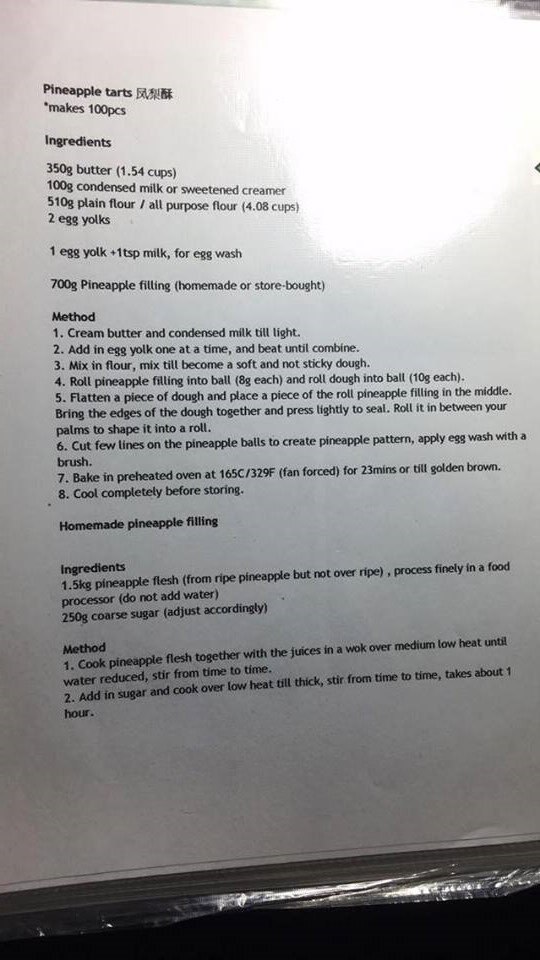 Pineapple tarts 凤梨酥
*makes 100pcs
Ingredients
350g butter (1.54 cups)
100g condensed milk or sweetened creamer
510g plain flour / all purpose flour (4.08 cups)
2 egg yolks
1 egg yolk +1tsp milk, for egg wash
700g Pineapple filling (homemade or store-bought)
Method
1. Cream butter and condensed milk till light.
2. Add in egg yolk one at a time, and beat until combine.
3. Mix in flour, mix till become a soft and not sticky dough.
4. Roll pineapple filling into ball (8g each) and roll dough into ball (10g each).
5. Flatten a piece of dough and place a piece of the roll pineapple filling in the middle.
Bring the edges of the dough together and press lightly to seal. Roll it in between your
palms to shape it into a roll.
6. Cut few lines on the pineapple balls to create pineapple pattern, apply egg wash with a
brush.
7. Bake in preheated oven at 165C/329F (fan forced) for 23mins or till golden brown.
8. Cool completely before storing.
Homemade pineapple filling
Ingredients
1.5kg pineapple flesh (from ripe pineapple but not over ripe) , process finely in a food
processor (do not add water)
250g coarse sugar (adjust accordingly)
Method
1. Cook pineapple flesh together with the juices in a wok over medium low heat until
water reduced, stir from time to time.
2. Add in sugar and cook over low heat till thick, stir from time to time, takes about 1
hour.